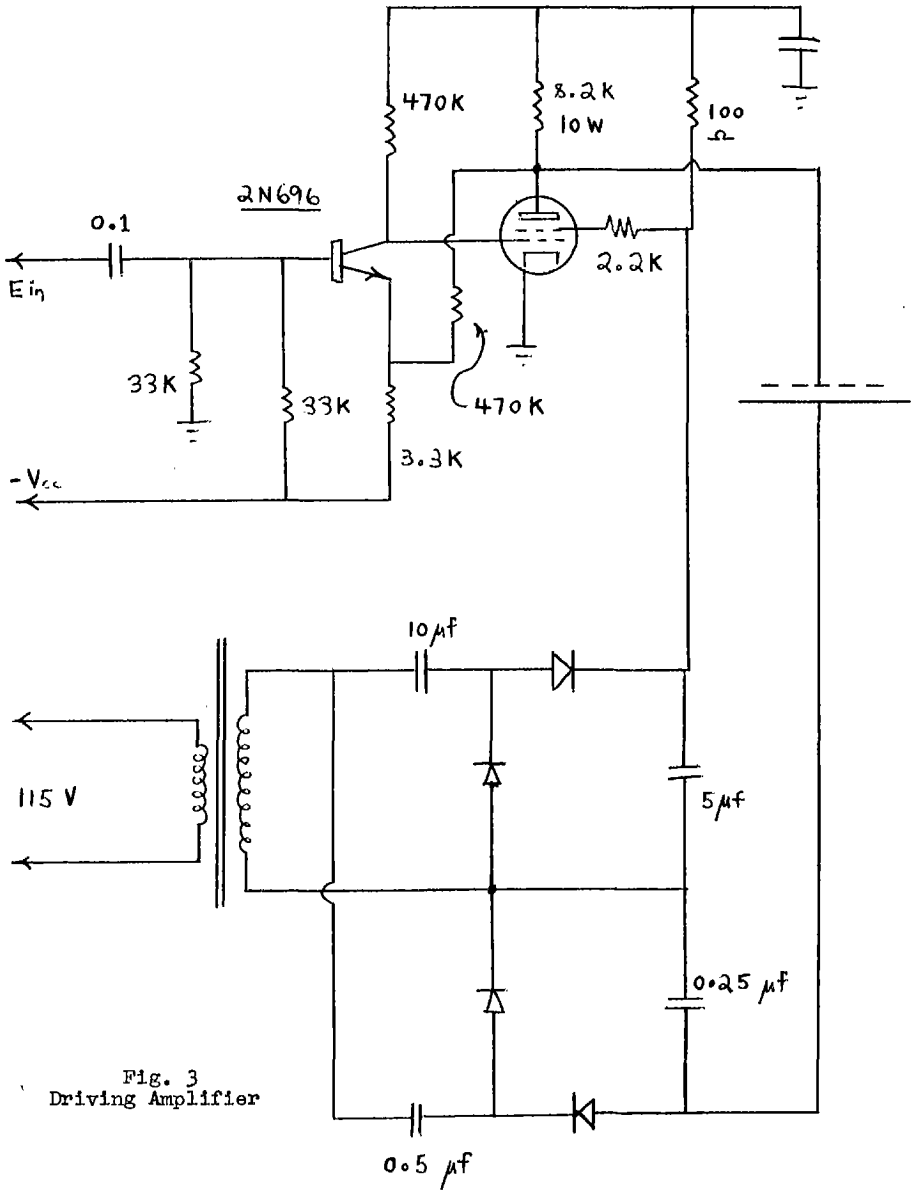 470K
8.2K
10W
100
Ω
2N696
0.1
Ein
2.2K
33K
33K
470K
3.3K
-Vcc
10μf
115 V
5μf
0.25 μf
Fig. 3
Driving Amplifier
0.5 μf